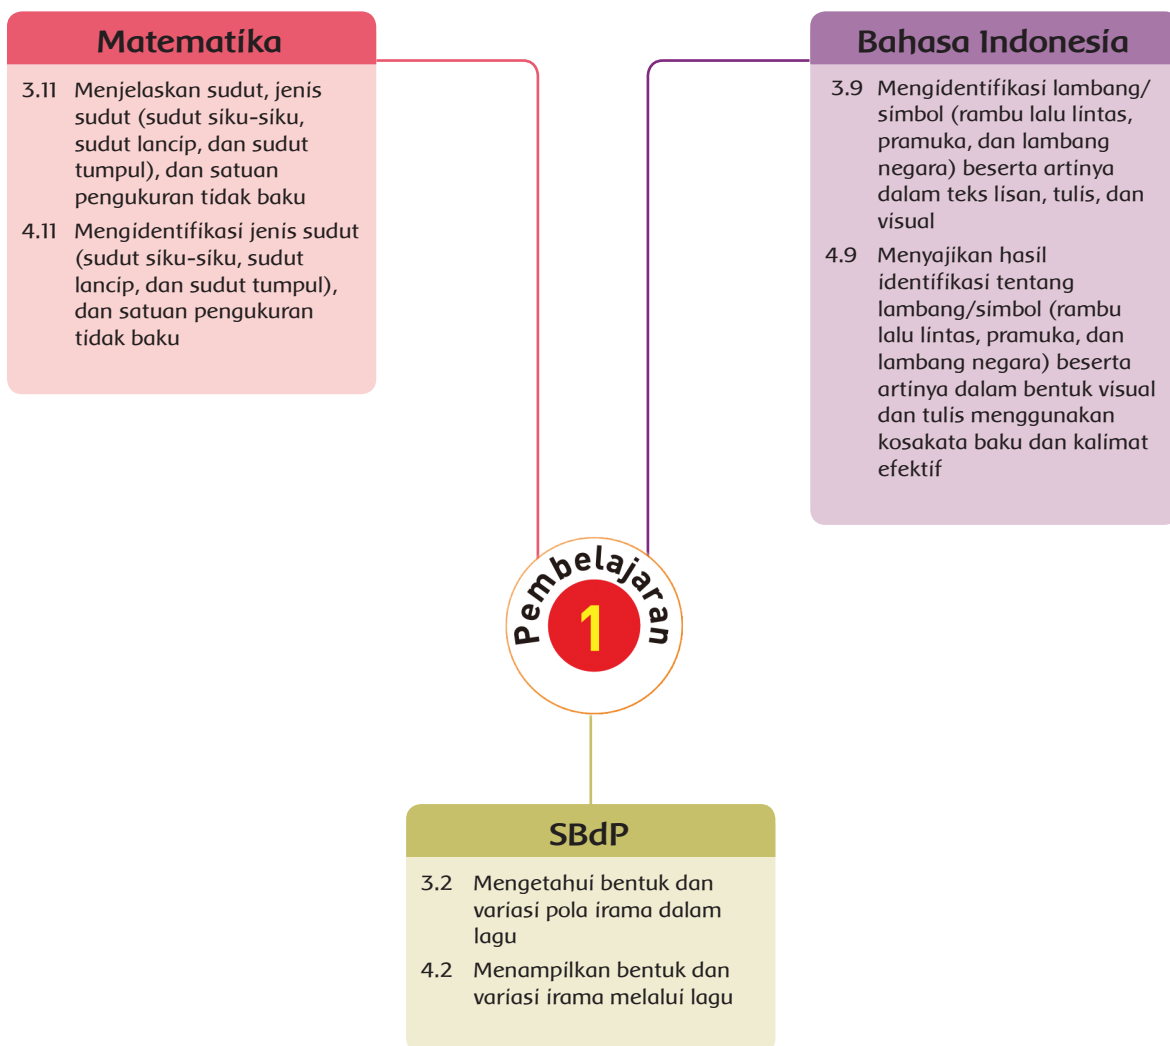 Matematika
3.11 Menjelaskan sudut, jenis
sudut (sudut siku-siku,
sudut lancip, dan sudut
tumpul), dan satuan
pengukuran tidak baku
4.11 Mengidentifikasi jenis sudut
(sudut siku-siku, sudut
lancip, dan sudut tumpul),
dan satuan pengukuran
tidak baku
Bahasa Indonesia
3.9 Mengidentifikasi lambang/
simbol (rambu lalu lintas,
pramuka, dan lambang
negara) beserta artinya
dalam teks lisan, tulis, dan
visual
4.9 Menyajikan hasil
identifikasi tentang
lambang/simbol (rambu
lalu lintas, pramuka, dan
lambang negara) beserta
artinya dalam bentuk visual
dan tulis menggunakan
kosakata baku dan kalimat
efektif
Pembelajaran
1
SBdP
3.2 Mengetahui bentuk dan
variasi pola irama dalam
lagu
4.2 Menampilkan bentuk dan
variasi irama melalui lagu